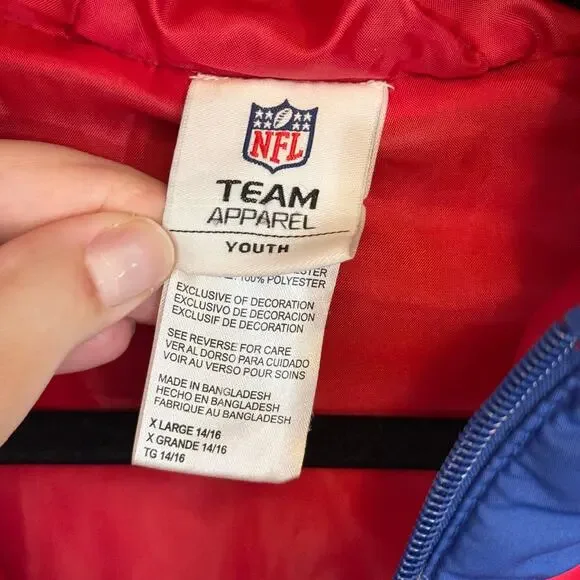 NFL
TEAM
APPAREL
YOUTH
100% POLYESTER
EXCLUSIVE OF DECORATION
EXCLUSIVO DE DECORACION
EXCLUSIF DE DECORATION
SEE REVERSE FOR CARE
VER AL DORSO PARA CUIDADO
VOIR AU VERSO POUR SOINS
MADE IN BANGLADESH
HECHO EN BANGLADESH
FABRIQUE AU BANGLADESH
X LARGE 14/16
X GRANDE 14/16
TG 14/16